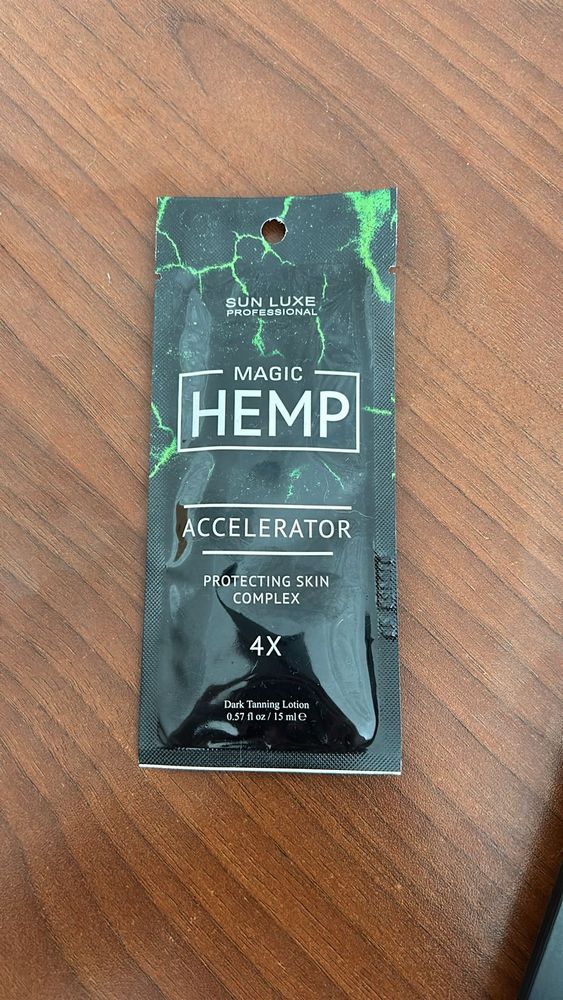 SUN LUXE
PROFESSIONAL
MAGIC
HEMP
ACCELERATOR
PROTECTING SKIN
COMPLEX
4X
Dark Tanning Lotion
0.57 fl oz / 15 ml ℮